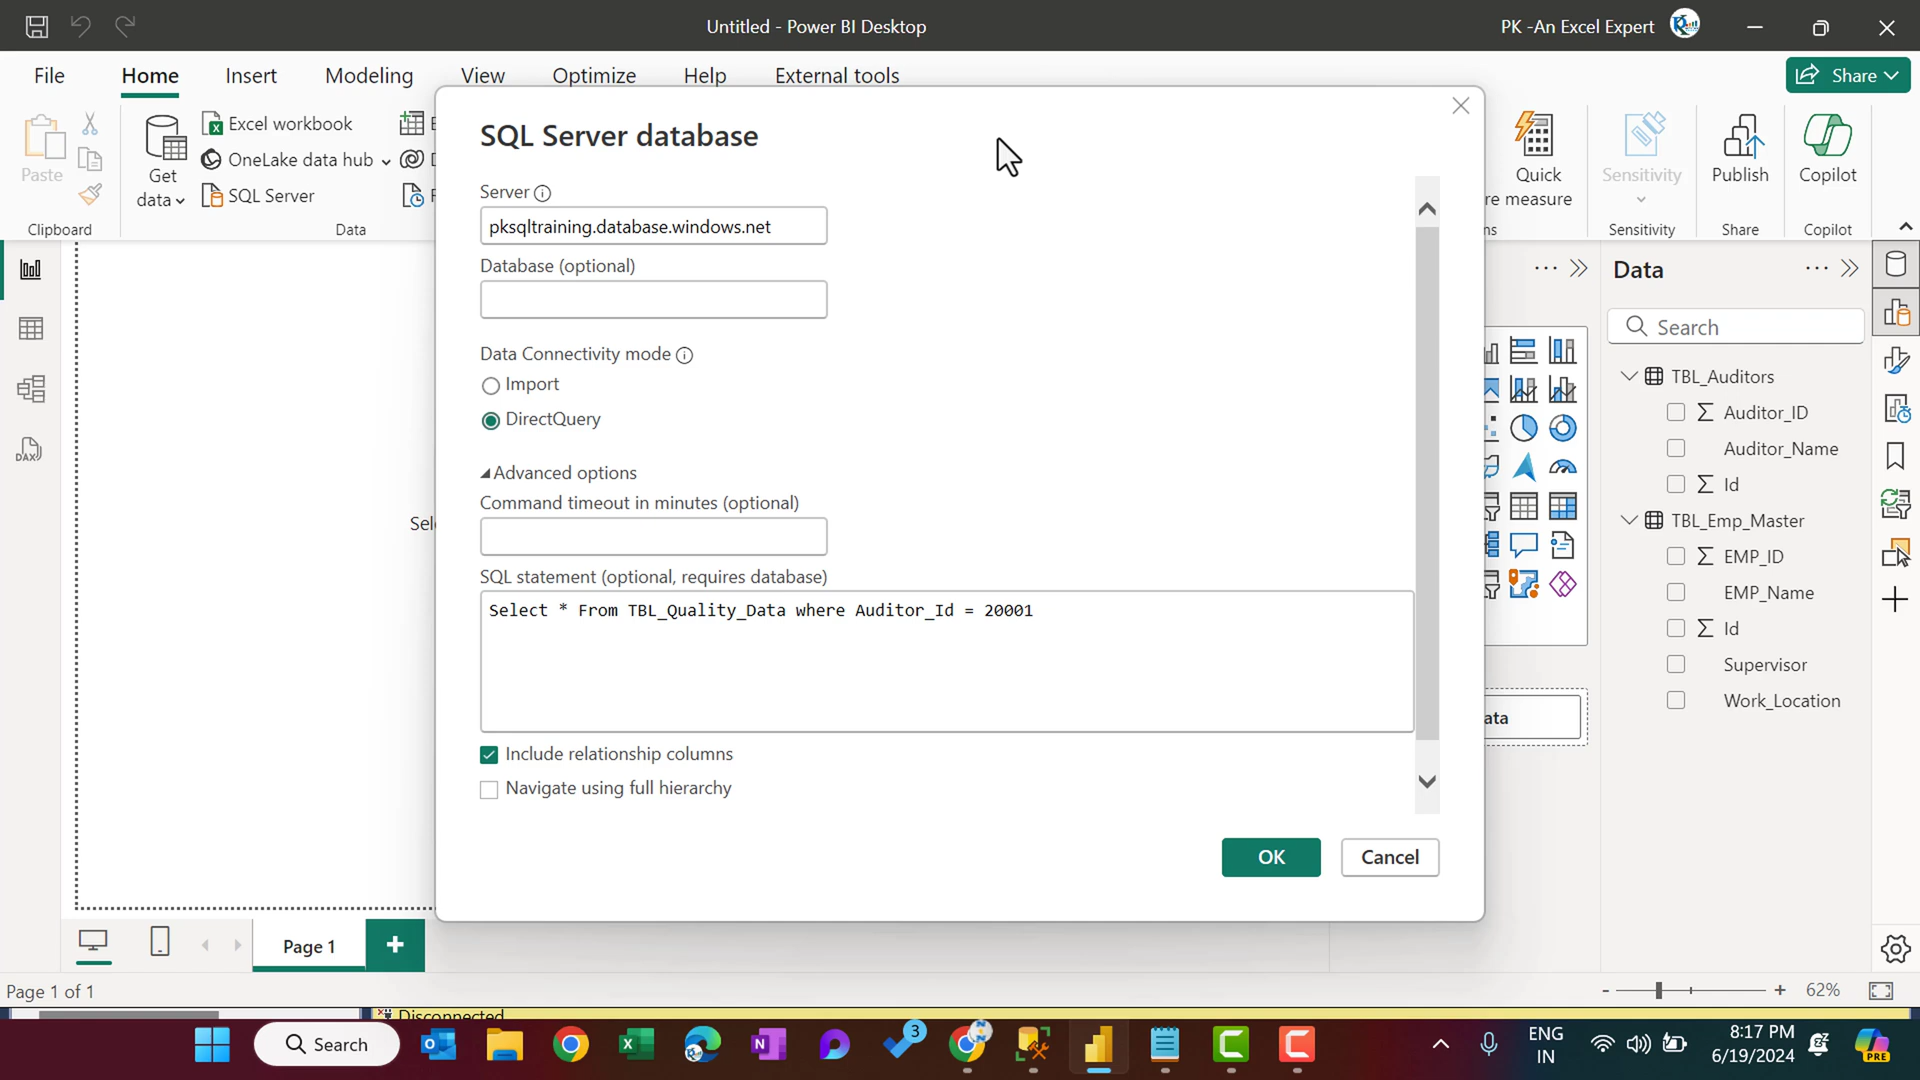 Untitled - Power BI Desktop
PK -An Excel Expert
File Home Insert Modeling View Optimize Help External tools
Share
Paste
Clipboard
Get data
Excel workbook
OneLake data hub
SQL Server
Data
Quick
re measure
ns
Sensitivity
Sensitivity
Publish
Share
Copilot
Copilot
DAX
Sele
SQL Server database
Server
pksqltraining.database.windows.net
Database (optional)
Data Connectivity mode
Import
DirectQuery
Advanced options
Command timeout in minutes (optional)
SQL statement (optional, requires database)
Select * From TBL_Quality_Data where Auditor_Id = 20001
Include relationship columns
Navigate using full hierarchy
OK
Cancel
ata
Data
Search
TBL_Auditors
Σ Auditor_ID
Auditor_Name
Σ Id
TBL_Emp_Master
Σ EMP_ID
EMP_Name
Σ Id
Supervisor
Work_Location
Page 1
Page 1 of 1
- + 62%
Disconnected
Search
3
ENG
IN
8:17 PM
6/19/2024
PRE